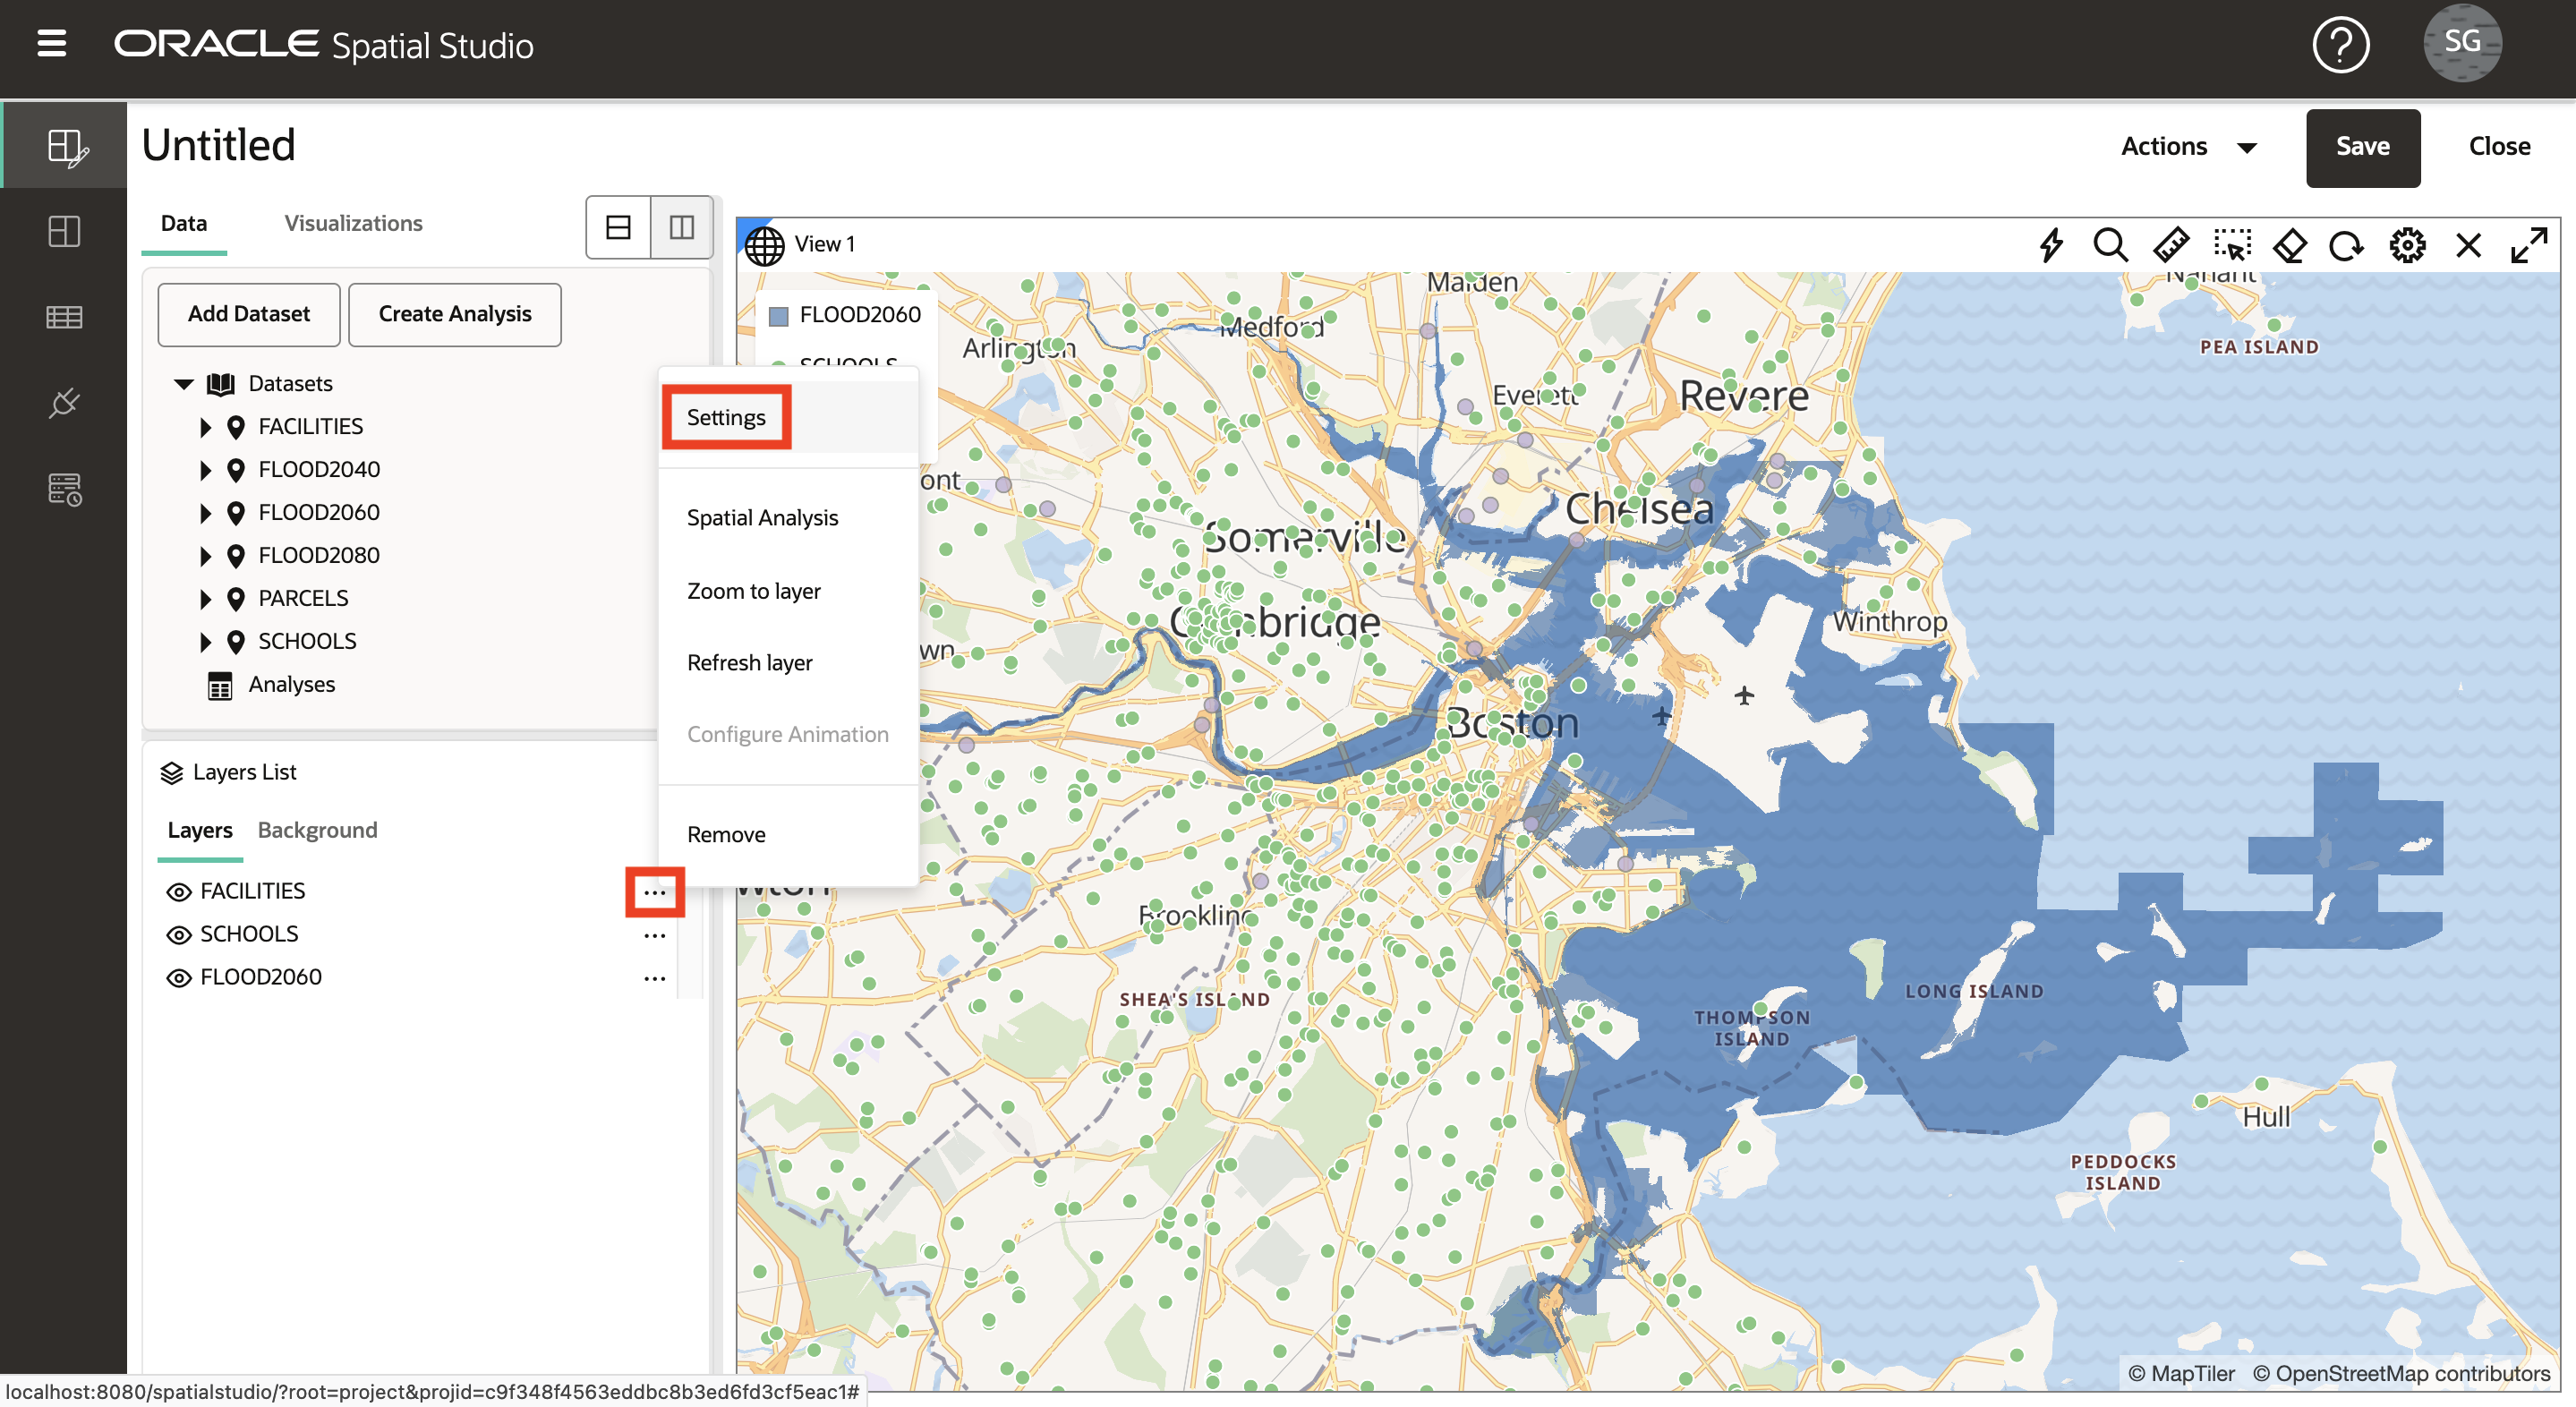 ORACLE Spatial Studio
SG
Untitled
Actions
Save
Close
Data
Visualizations
Add Dataset
Create Analysis
Datasets
FACILITIES
FLOOD2040
FLOOD2060
FLOOD2080
PARCELS
SCHOOLS
Analyses
Layers List
Layers
Background
FACILITIES
SCHOOLS
FLOOD2060
Settings
Spatial Analysis
Zoom to layer
Refresh layer
Configure Animation
Remove
View 1
FLOOD2060
SCHOOLS
Malden
Medford
Arlington
Everett
Revere
Nahant
PEA ISLAND
ont
Chelsea
Somerville
Cambridge
Winthrop
wn
Boston
wton
Brookline
SHEA'S ISLAND
LONG ISLAND
THOMPSON
ISLAND
Hull
PEDDOCKS
ISLAND
© MapTiler © OpenStreetMap contributors
localhost:8080/spatialstudio/?root=project&projid=c9f348f4563eddbc8b3ed6fd3cf5eac1#